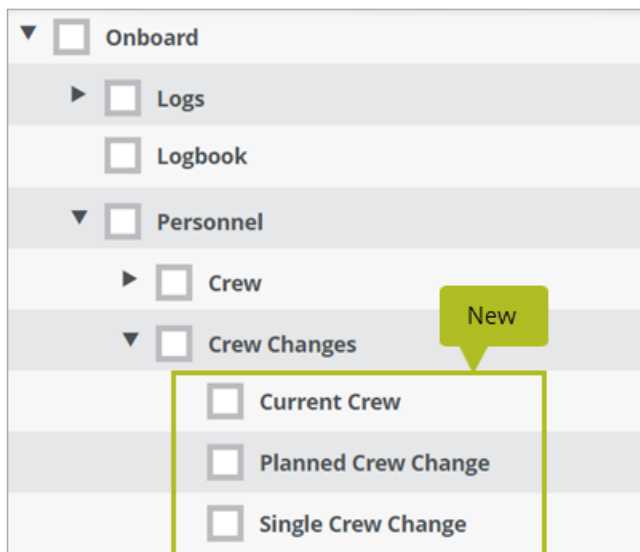 Onboard
Logs
Logbook
Personnel
Crew
New
Crew Changes
Current Crew
Planned Crew Change
Single Crew Change